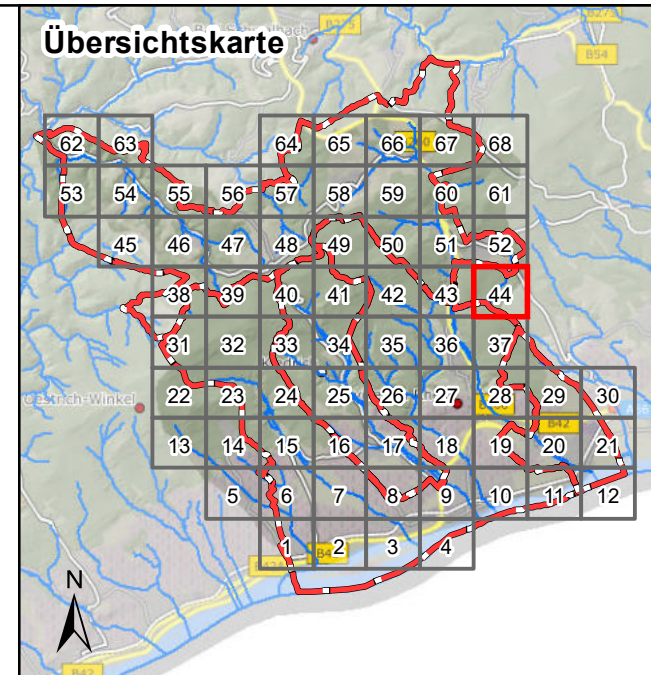 Übersichtskarte
B54
62 63 64 65 66 67 68
53 54 55 56 57 58 59 60 61
45 46 47 48 49 50 51 52
38 39 40 41 42 43 44
31 32 33 34 35 36 37
Oestrich-Winkel 22 23 24 25 26 27 28 29 30
B42
13 14 15 16 17 18 19 20 21
5 6 7 8 9 10 11 12
1 2 3 4
N
B42